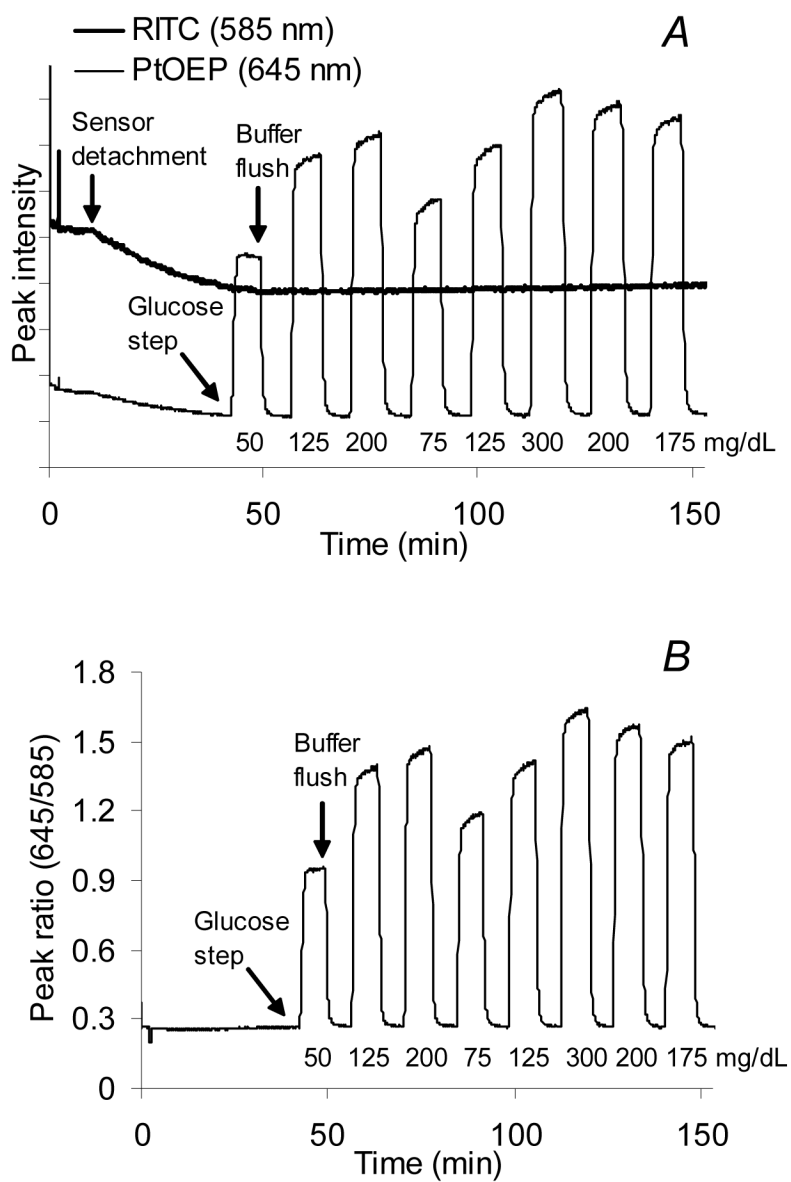 RITC (585 nm)
A
PtOEP (645 nm)
Sensor
detachment
Buffer
flush
Peak intensity
Glucose
step
50 125 200 75 125 300 200 175 mg/dL
0 50 100 150
Time (min)
B
1.8
1.5
1.2
0.9
0.6
0.3
0
Peak ratio (645/585)
Buffer
flush
Glucose
step
50 125 200 75 125 300 200 175 mg/dL
0 50 100 150
Time (min)